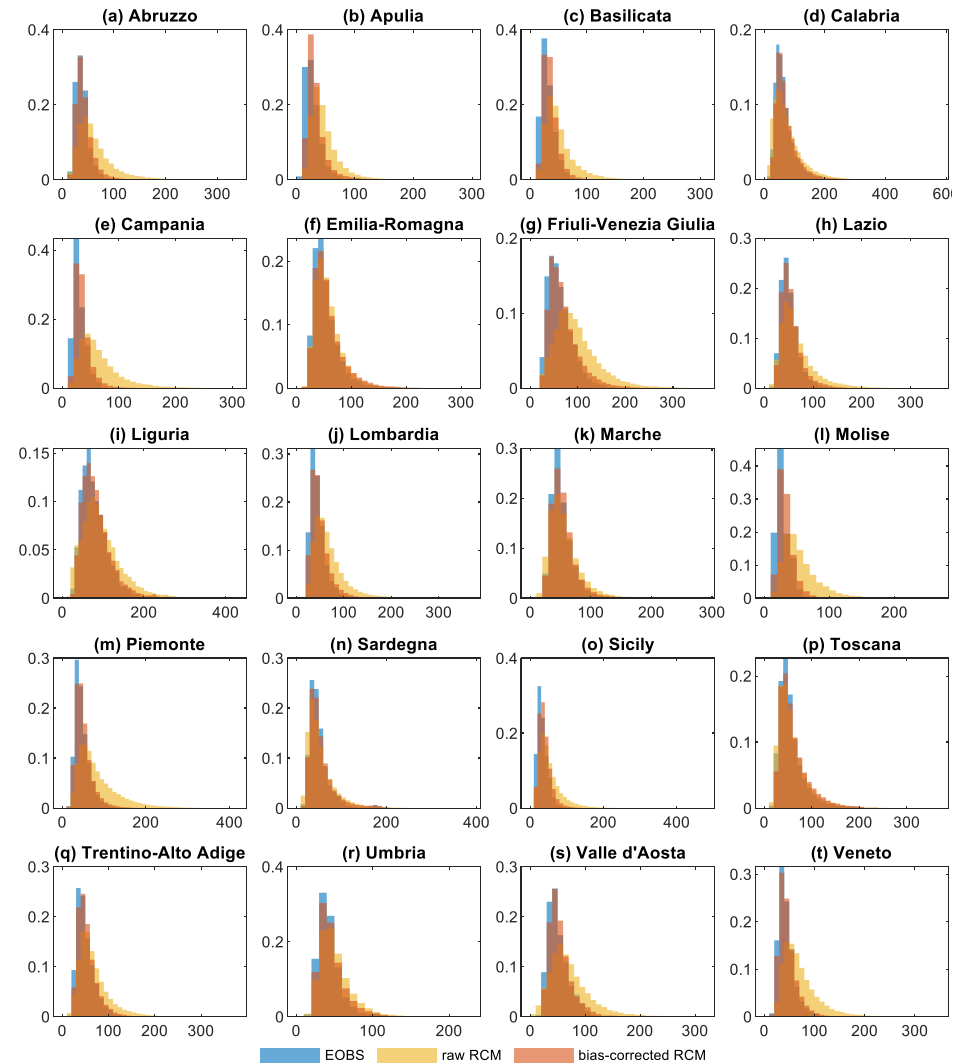 (a) Abruzzo (b) Apulia (c) Basilicata (d) Calabria
0.4 0.4 0.4 0.2
0.2 0.2 0.2 0.1
0 0 0 0
0 100 200 300 0 100 200 300 0 100 200 300 0 200 400 600
(e) Campania (f) Emilia-Romagna (g) Friuli-Venezia Giulia (h) Lazio
0.4 0.2 0.2 0.3
0.2 0.1 0.1 0.2
0.1
0 0 0 0
0 100 200 300 0 100 200 300 0 100 200 300 0 100 200 300
(i) Liguria (j) Lombardia (k) Marche (l) Molise
0.15 0.3 0.3 0.4
0.1 0.2 0.2 0.3
0.05 0.1 0.1 0.2
0.1
0 0 0 0
0 200 400 0 100 200 300 0 100 200 300 0 100 200
(m) Piemonte (n) Sardegna (o) Sicily (p) Toscana
0.3 0.3 0.4 0.2
0.2 0.2 0.2 0.1
0.1 0.1
0 0 0 0
0 200 400 0 200 400 0 200 400 0 100 200 300
(q) Trentino-Alto Adige (r) Umbria (s) Valle d'Aosta (t) Veneto
0.3 0.4 0.3 0.3
0.2 0.2 0.2 0.2
0.1 0.1 0.1
0 0 0 0
0 100 200 300 0 100 200 0 100 200 300 0 100 200 300
EOBS raw RCM bias-corrected RCM